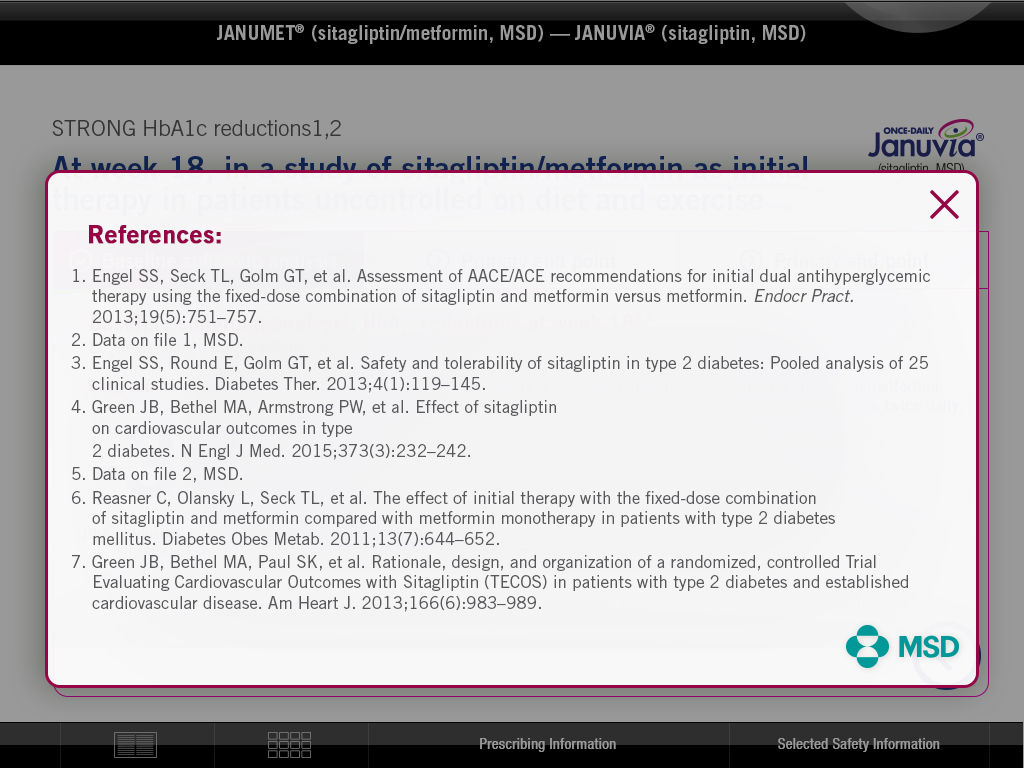 JANUMET® (sitagliptin/metformin, MSD) — JANUVIA® (sitagliptin, MSD)
STRONG HbA1c reductions1,2
ONCE-DAILY
Januvia®
(sitagliptin, MSD)
At week 18, in a study of sitagliptin/metformin as initial
therapy in patients uncontrolled on diet and exercise
References:
1. Engel SS, Seck TL, Golm GT, et al. Assessment of AACE/ACE recommendations for initial dual antihyperglycemic
therapy using the fixed-dose combination of sitagliptin and metformin versus metformin. Endocr Pract.
2013;19(5):751–757.
2. Data on file 1, MSD.
3. Engel SS, Round E, Golm GT, et al. Safety and tolerability of sitagliptin in type 2 diabetes: Pooled analysis of 25
clinical studies. Diabetes Ther. 2013;4(1):119–145.
4. Green JB, Bethel MA, Armstrong PW, et al. Effect of sitagliptin
on cardiovascular outcomes in type
2 diabetes. N Engl J Med. 2015;373(3):232–242.
5. Data on file 2, MSD.
6. Reasner C, Olansky L, Seck TL, et al. The effect of initial therapy with the fixed-dose combination
of sitagliptin and metformin compared with metformin monotherapy in patients with type 2 diabetes
mellitus. Diabetes Obes Metab. 2011;13(7):644–652.
7. Green JB, Bethel MA, Paul SK, et al. Rationale, design, and organization of a randomized, controlled Trial
Evaluating Cardiovascular Outcomes with Sitagliptin (TECOS) in patients with type 2 diabetes and established
cardiovascular disease. Am Heart J. 2013;166(6):983–989.
MSD
Prescribing Information
Selected Safety Information